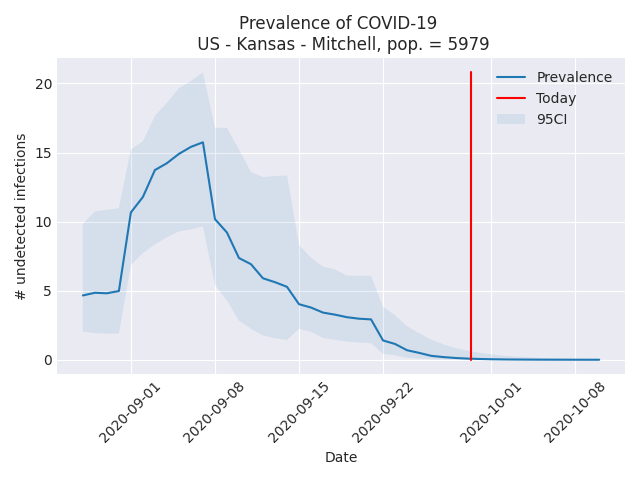 Prevalence of COVID-19
US - Kansas - Mitchell, pop. = 5979
Prevalence
Today
95CI
# undetected infections
20
15
10
5
0
2020-09-01
2020-09-08
2020-09-15
2020-09-22
2020-10-01
2020-10-08
Date